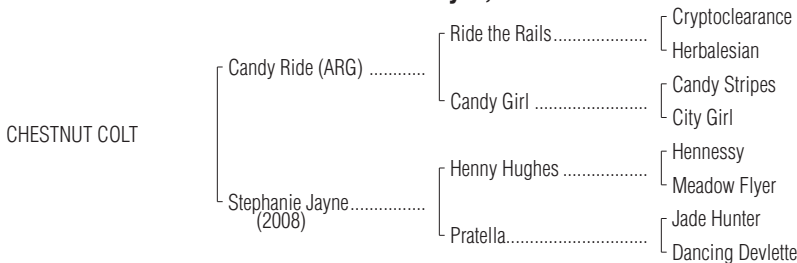 Cryptoclearance
Ride the Rails
Herbalesian
Candy Ride (ARG)
Candy Stripes
Candy Girl
City Girl
CHESTNUT COLT
Hennessy
Henny Hughes
Meadow Flyer
Stephanie Jayne
(2008)
Jade Hunter
Pratella
Dancing Devlette